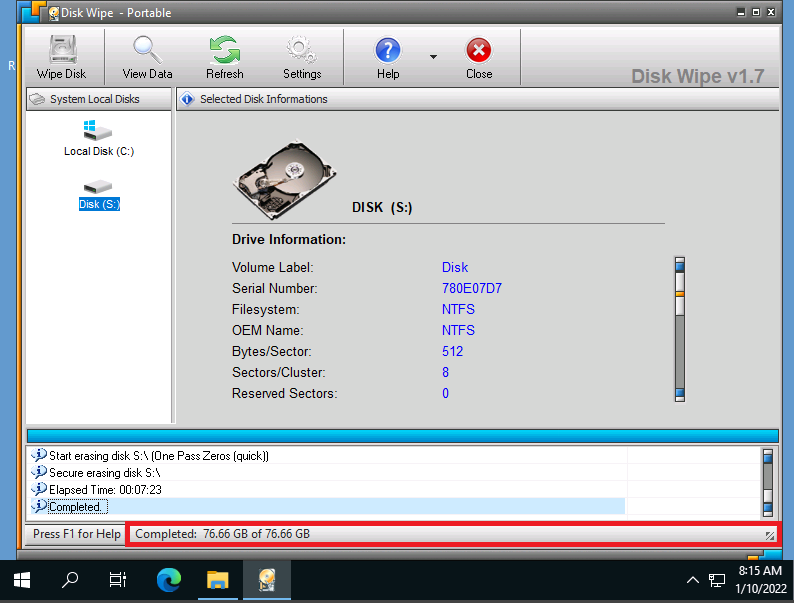 Disk Wipe - Portable
R
Wipe Disk View Data Refresh Settings Help Close
Disk Wipe v1.7
System Local Disks
Selected Disk Informations
Local Disk (C:)
Disk (S:)
DISK (S:)
Drive Information:
Volume Label: Disk
Serial Number: 780E07D7
Filesystem: NTFS
OEM Name: NTFS
Bytes/Sector: 512
Sectors/Cluster: 8
Reserved Sectors: 0
Start erasing disk S:\ (One Pass Zeros (quick))
Secure erasing disk S:\
Elapsed Time: 00:07:23
Completed.
Press F1 for Help Completed: 76.66 GB of 76.66 GB
8:15 AM
1/10/2022